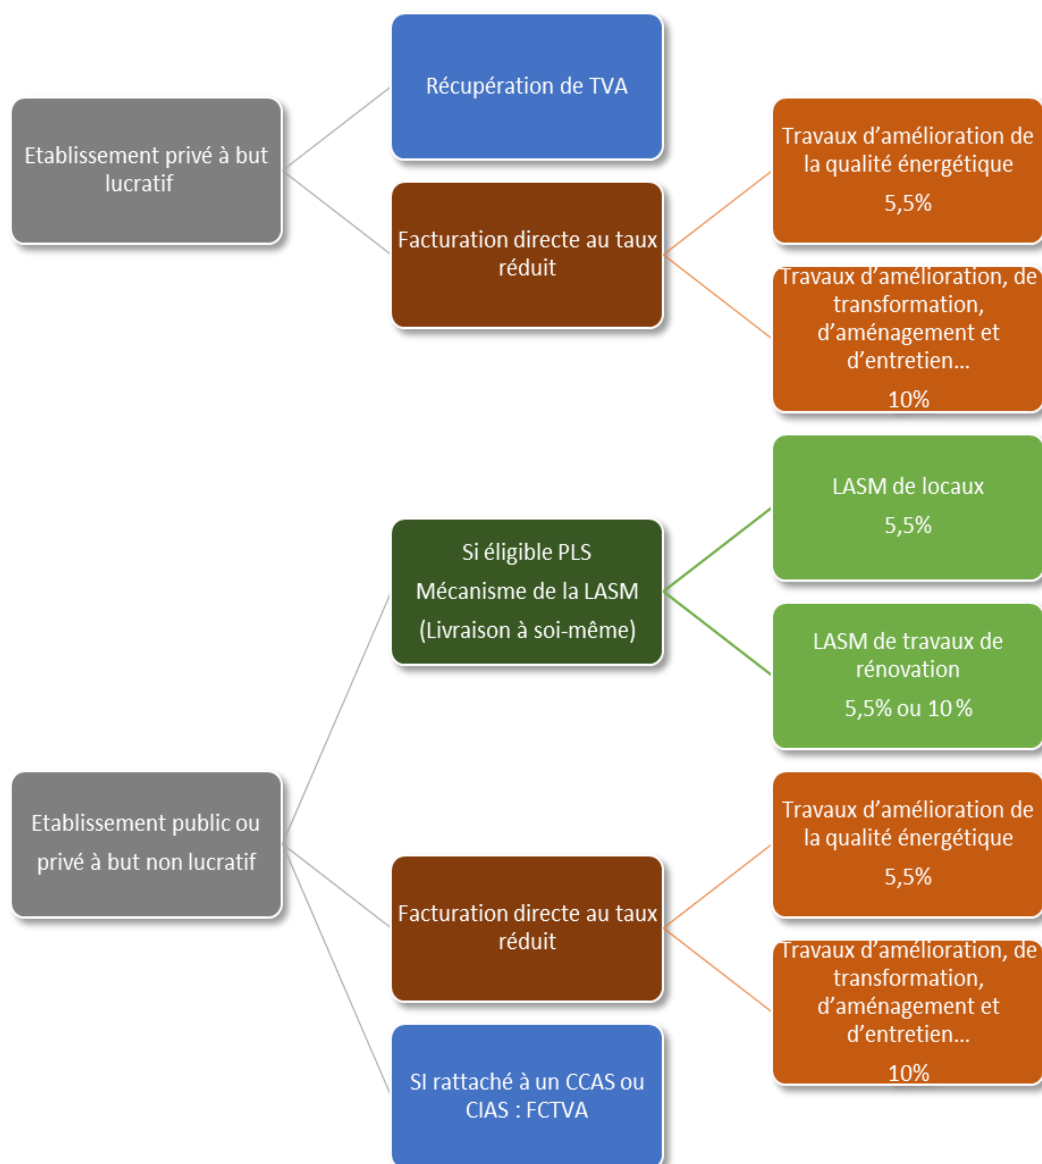 Etablissement privé à but
lucratif
Récupération de TVA
Facturation directe au taux
réduit
Travaux d’amélioration de
la qualité énergétique
5,5%
Travaux d’amélioration, de
transformation,
d’aménagement et
d’entretien…
10%
Etablissement public ou
privé à but non lucratif
Si éligible PLS
Mécanisme de la LASM
(Livraison à soi-même)
LASM de locaux
5,5%
LASM de travaux de
rénovation
5,5% ou 10 %
Facturation directe au taux
réduit
Travaux d’amélioration de
la qualité énergétique
5,5%
Travaux d’amélioration, de
transformation,
d’aménagement et
d’entretien…
10%
SI rattaché à un CCAS ou
CIAS : FCTVA